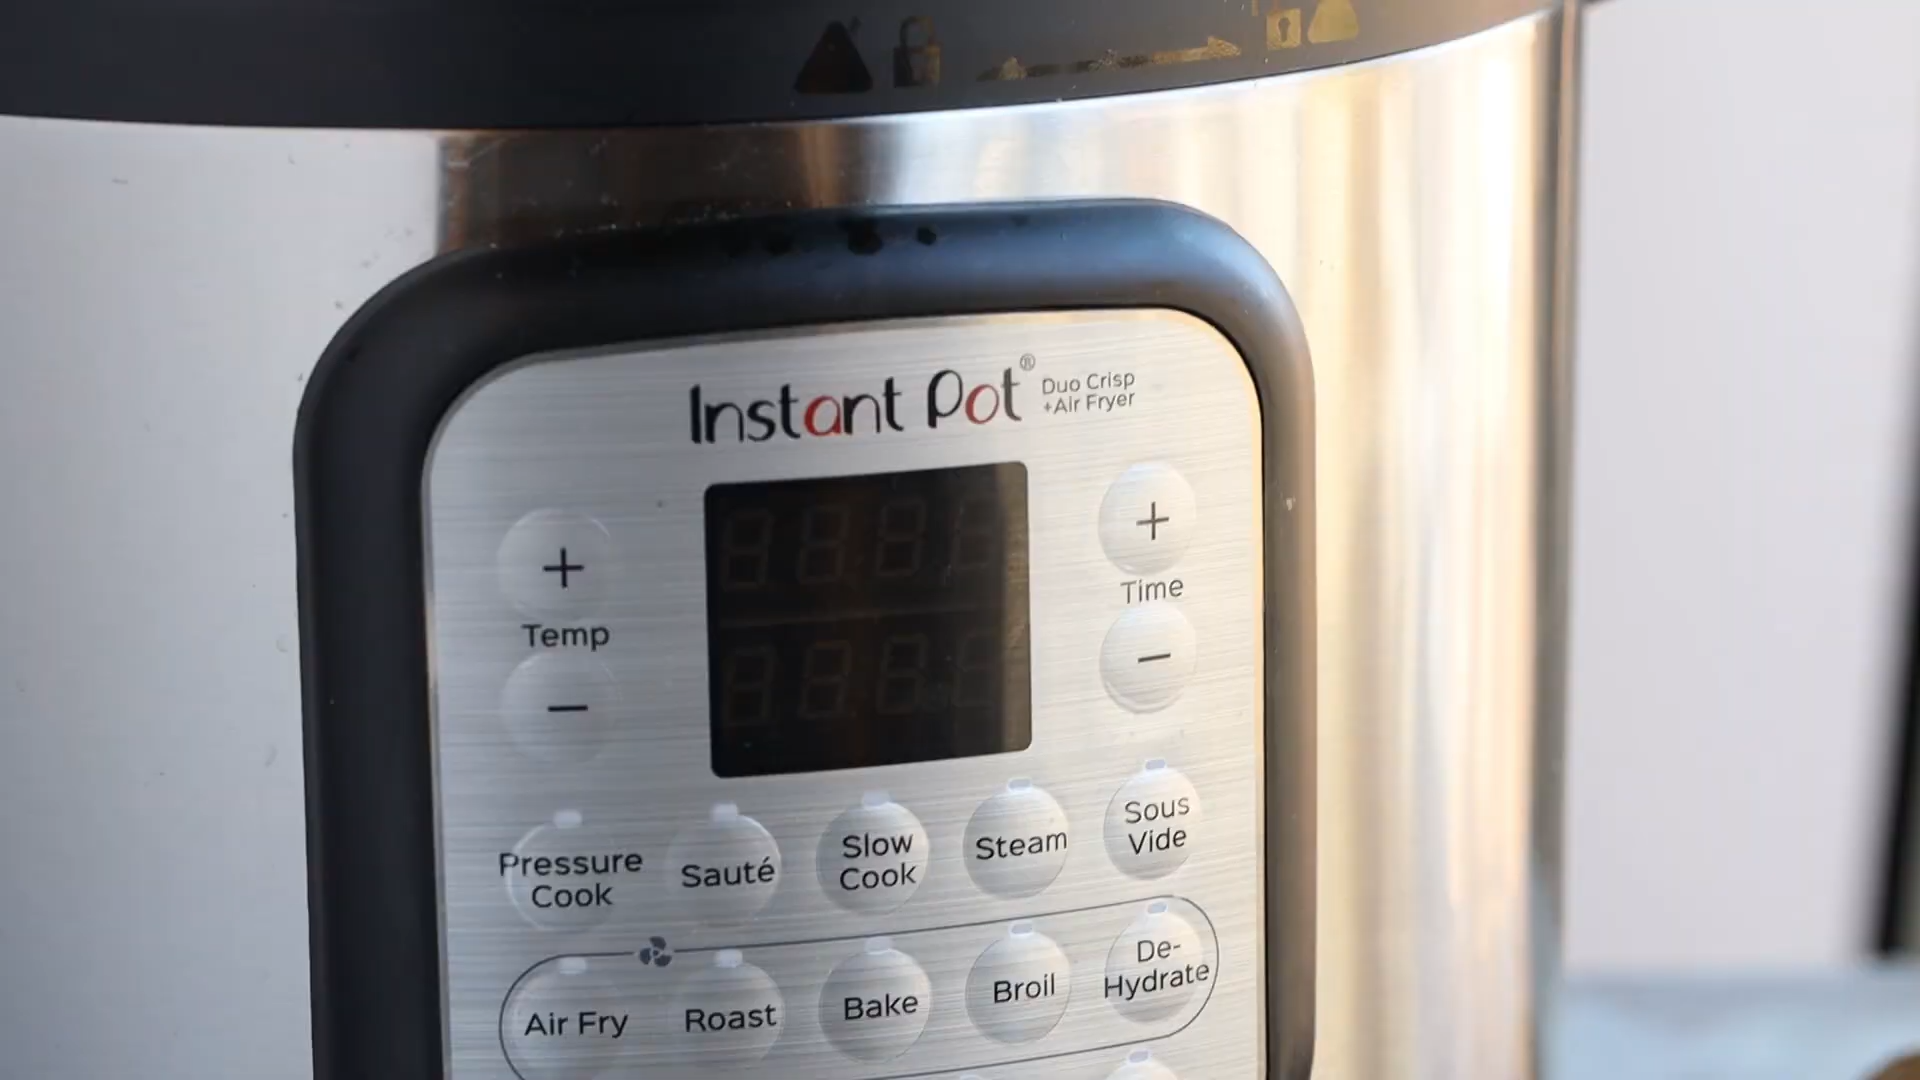 Instant Pot®
Duo Crisp
+Air Fryer
+
Temp
−
+
Time
−
Pressure
Cook
Sauté
Slow
Cook
Steam
Sous
Vide
Air Fry
Roast
Bake
Broil
De-
Hydrate